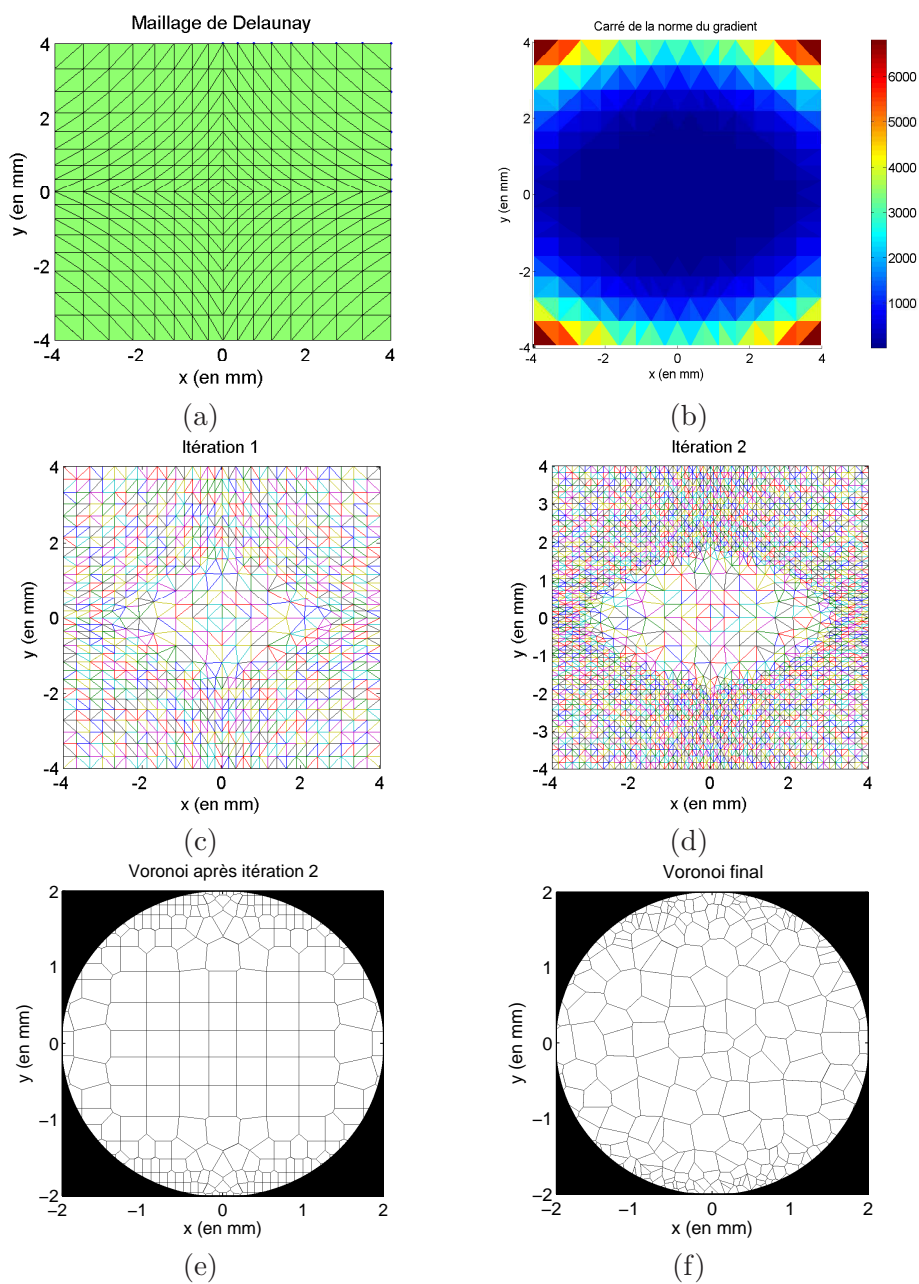 Maillage de Delaunay
4
2
0
-2
-4
y (en mm)
-4 -2 0 2 4
x (en mm)
(a)
Carré de la norme du gradient
4
2
0
-2
-4
y (en mm)
-4 -2 0 2 4
x (en mm)
6000
5000
4000
3000
2000
1000
(b)
Itération 1
4
2
0
-2
-4
y (en mm)
-4 -2 0 2 4
x (en mm)
(c)
Itération 2
4
3
2
1
0
-1
-2
-3
-4
y (en mm)
-4 -2 0 2 4
x (en mm)
(d)
Voronoi après itération 2
2
1
0
−1
−2
y (en mm)
−2 −1 0 1 2
x (en mm)
(e)
Voronoi final
2
1
0
−1
−2
y (en mm)
−2 −1 0 1 2
x (en mm)
(f)